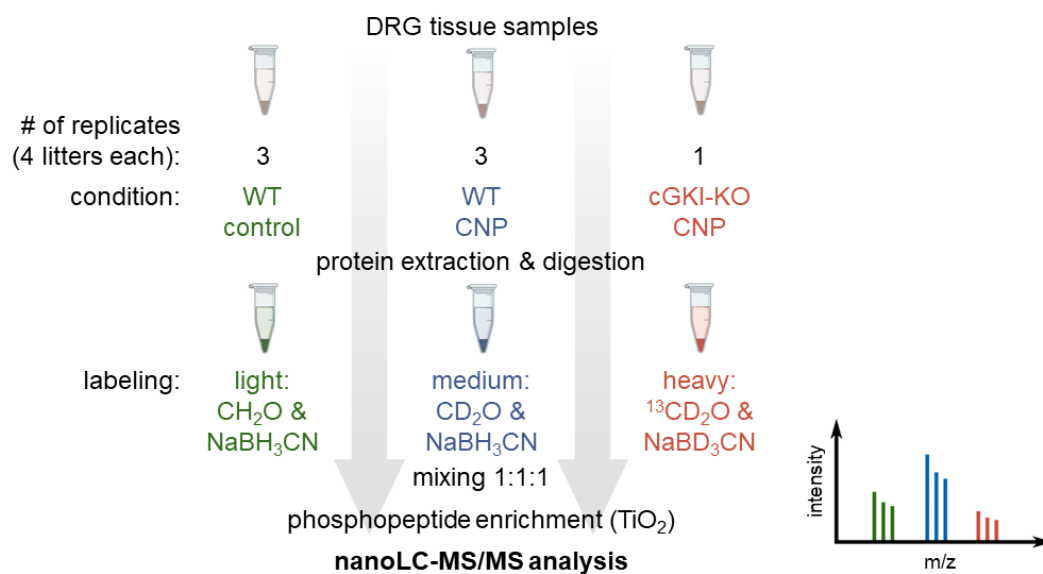 DRG tissue samples
# of replicates
(4 litters each): 3 3 1
condition: WT WT cGKI-KO
control CNP CNP
protein extraction & digestion
labeling: light: medium: heavy:
CH₂O & CD₂O & ¹³CD₂O &
NaBH₃CN NaBH₃CN NaBD₃CN
mixing 1:1:1
phosphopeptide enrichment (TiO₂)
nanoLC-MS/MS analysis
intensity
m/z